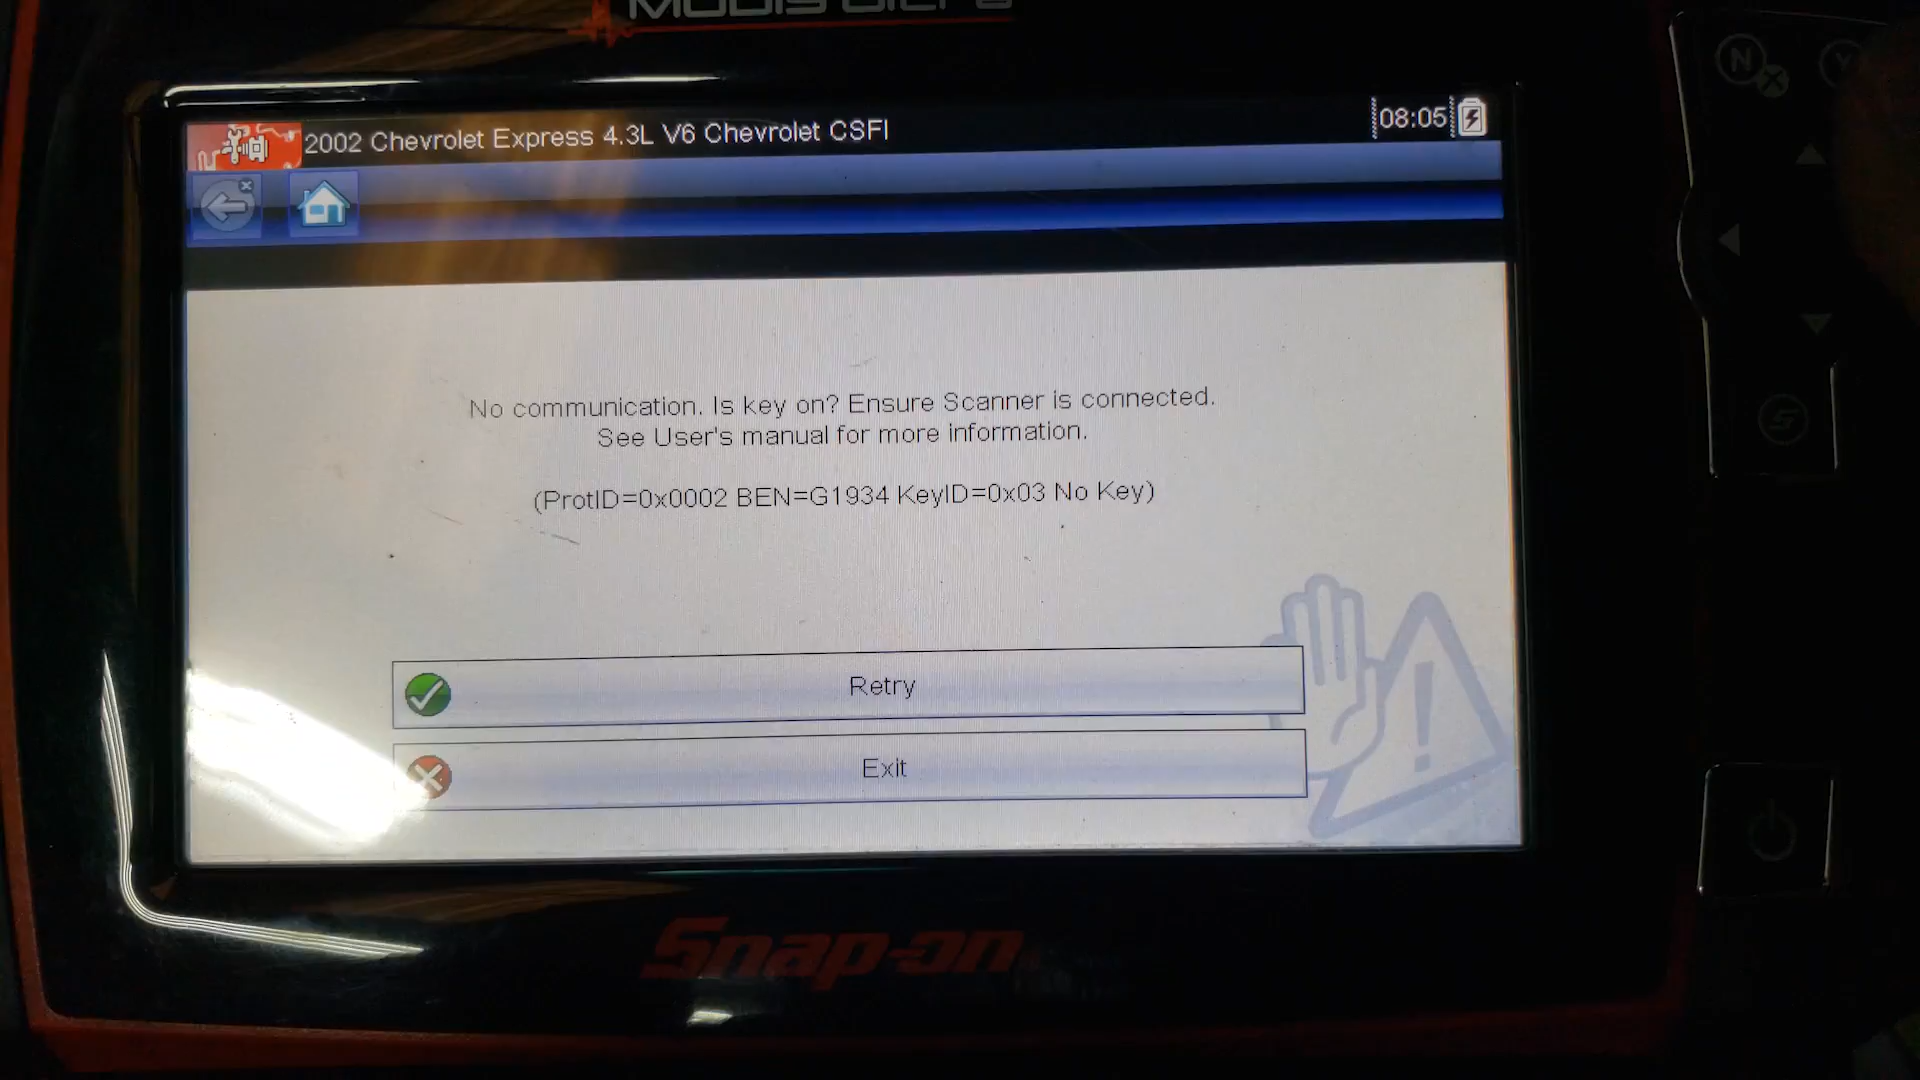 2002 Chevrolet Express 4.3L V6 Chevrolet CSFI
08:05
No communication. Is key on? Ensure Scanner is connected.
See User's manual for more information.
(ProtID=0x0002 BEN=G1934 KeyID=0x03 No Key)
Retry
Exit
Snap-on
N
Y